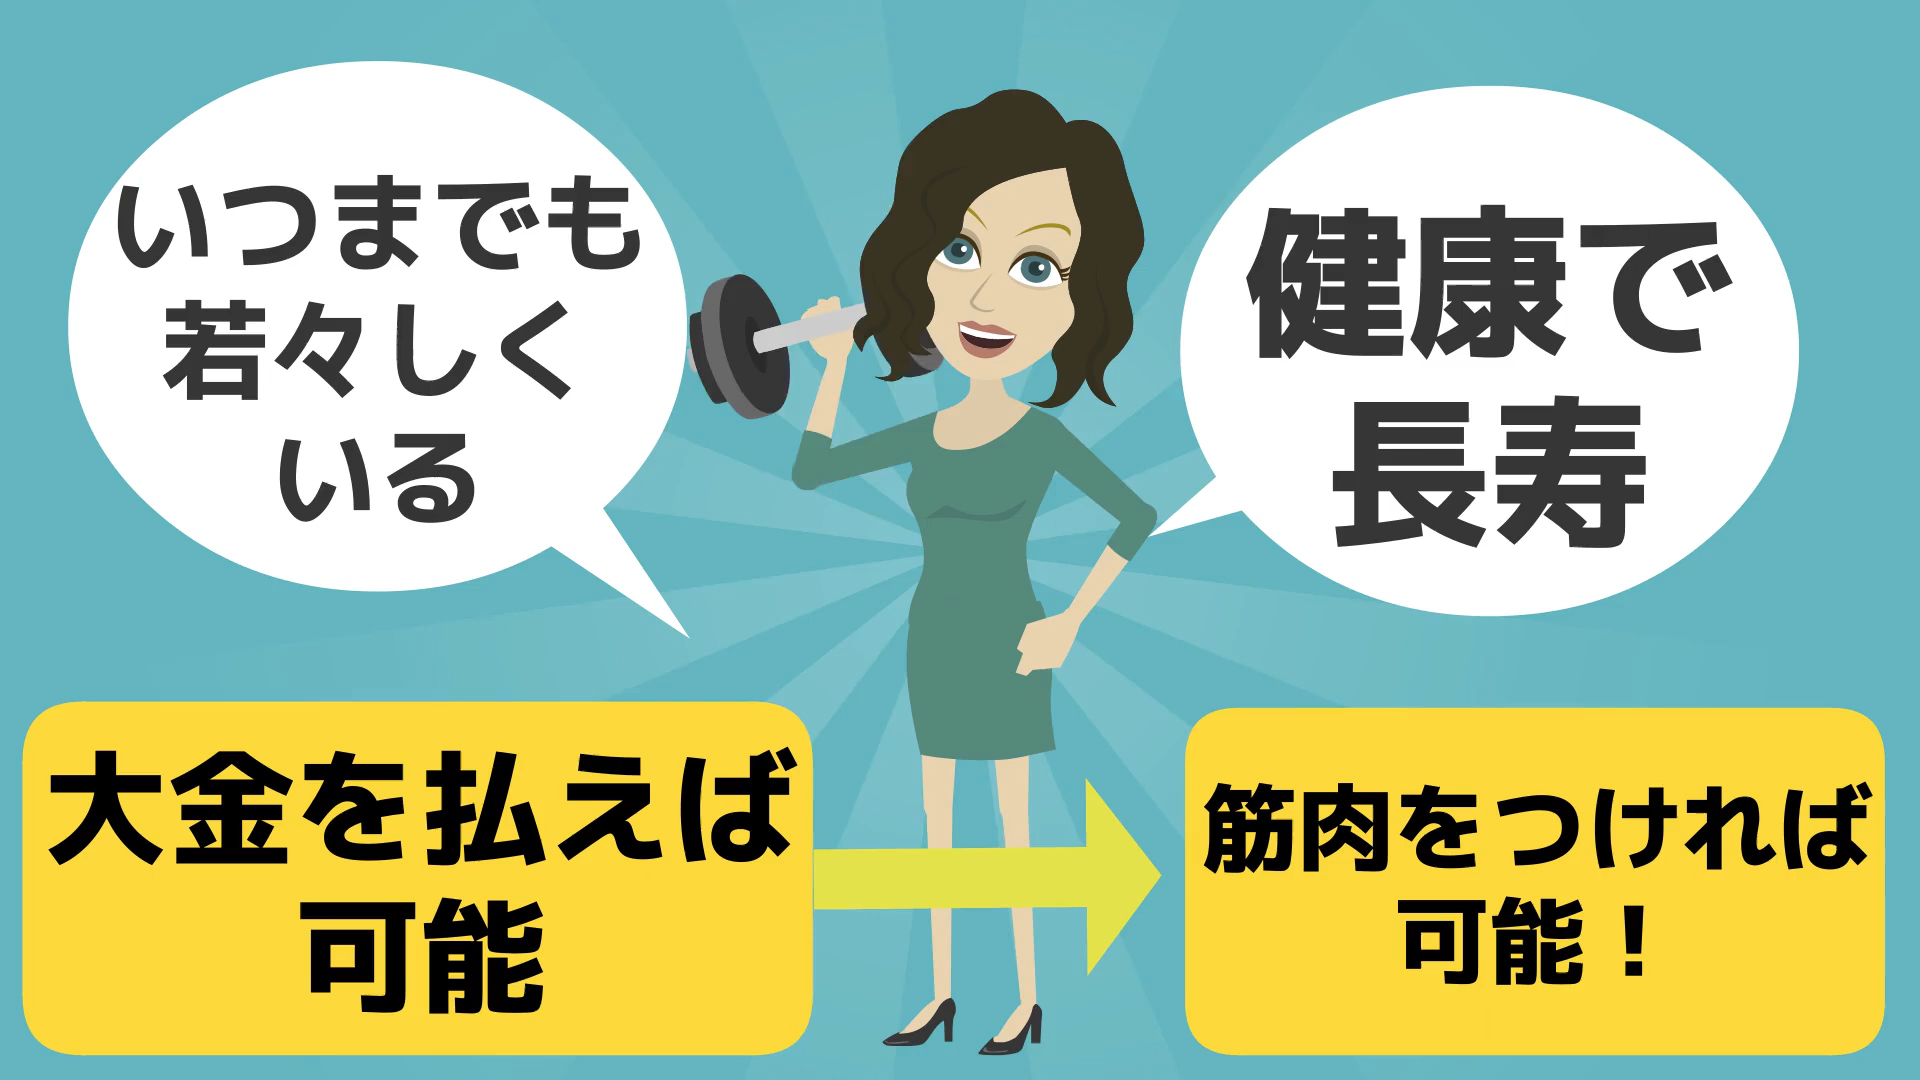 いつまでも
若々しく
いる
健康で
長寿
大金を払えば
可能
筋肉をつければ
可能！